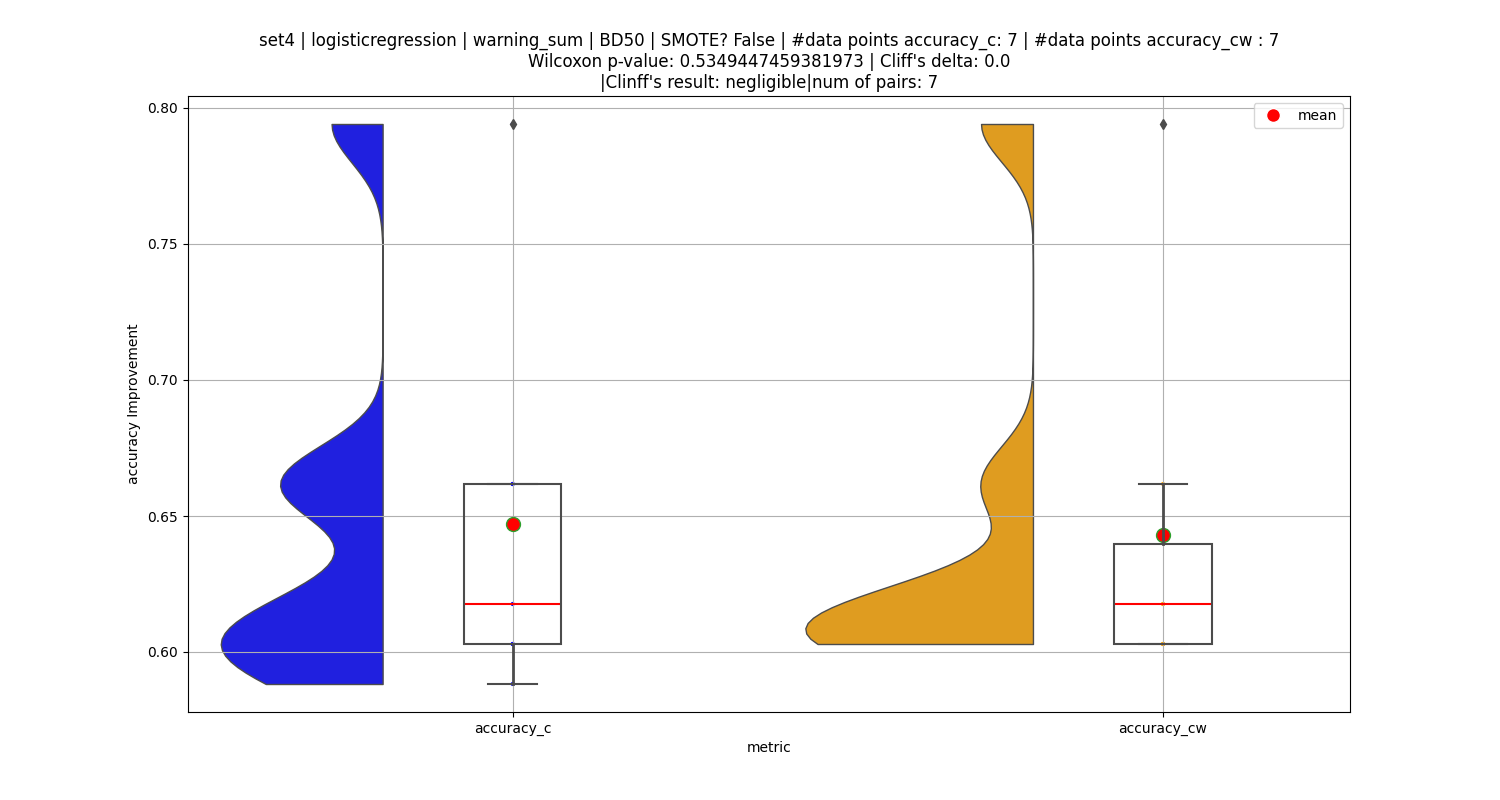 set4 | logisticregression | warning_sum | BD50 | SMOTE? False | #data points accuracy_c: 7 | #data points accuracy_cw : 7
Wilcoxon p-value: 0.5349447459381973 | Cliff's delta: 0.0
|Clinff's result: negligible|num of pairs: 7
mean
0.80
0.75
0.70
0.65
0.60
accuracy Improvement
accuracy_c
accuracy_cw
metric